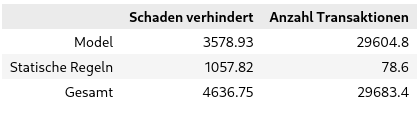 Schaden verhindert Anzahl Transaktionen
Model 3578.93 29604.8
Statische Regeln 1057.82 78.6
Gesamt 4636.75 29683.4